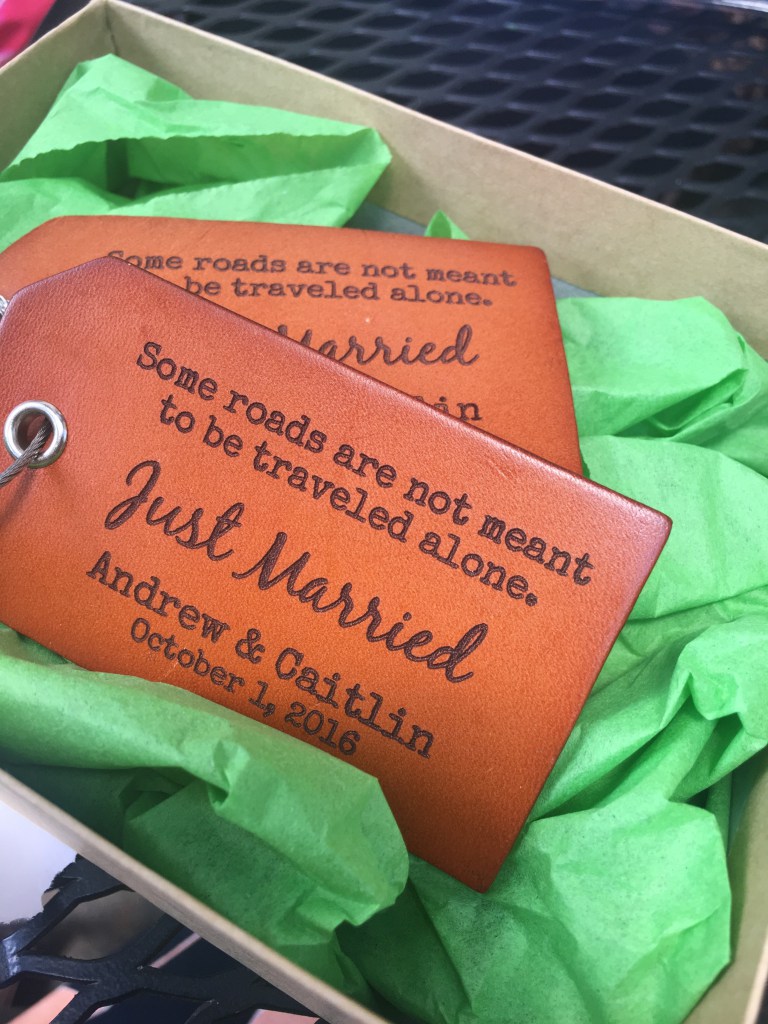 Some roads are not meant
be traveled alone.
Married
Some roads are not meant
to be traveled alone.
Just Married
Andrew & Caitlin
October 1, 2016